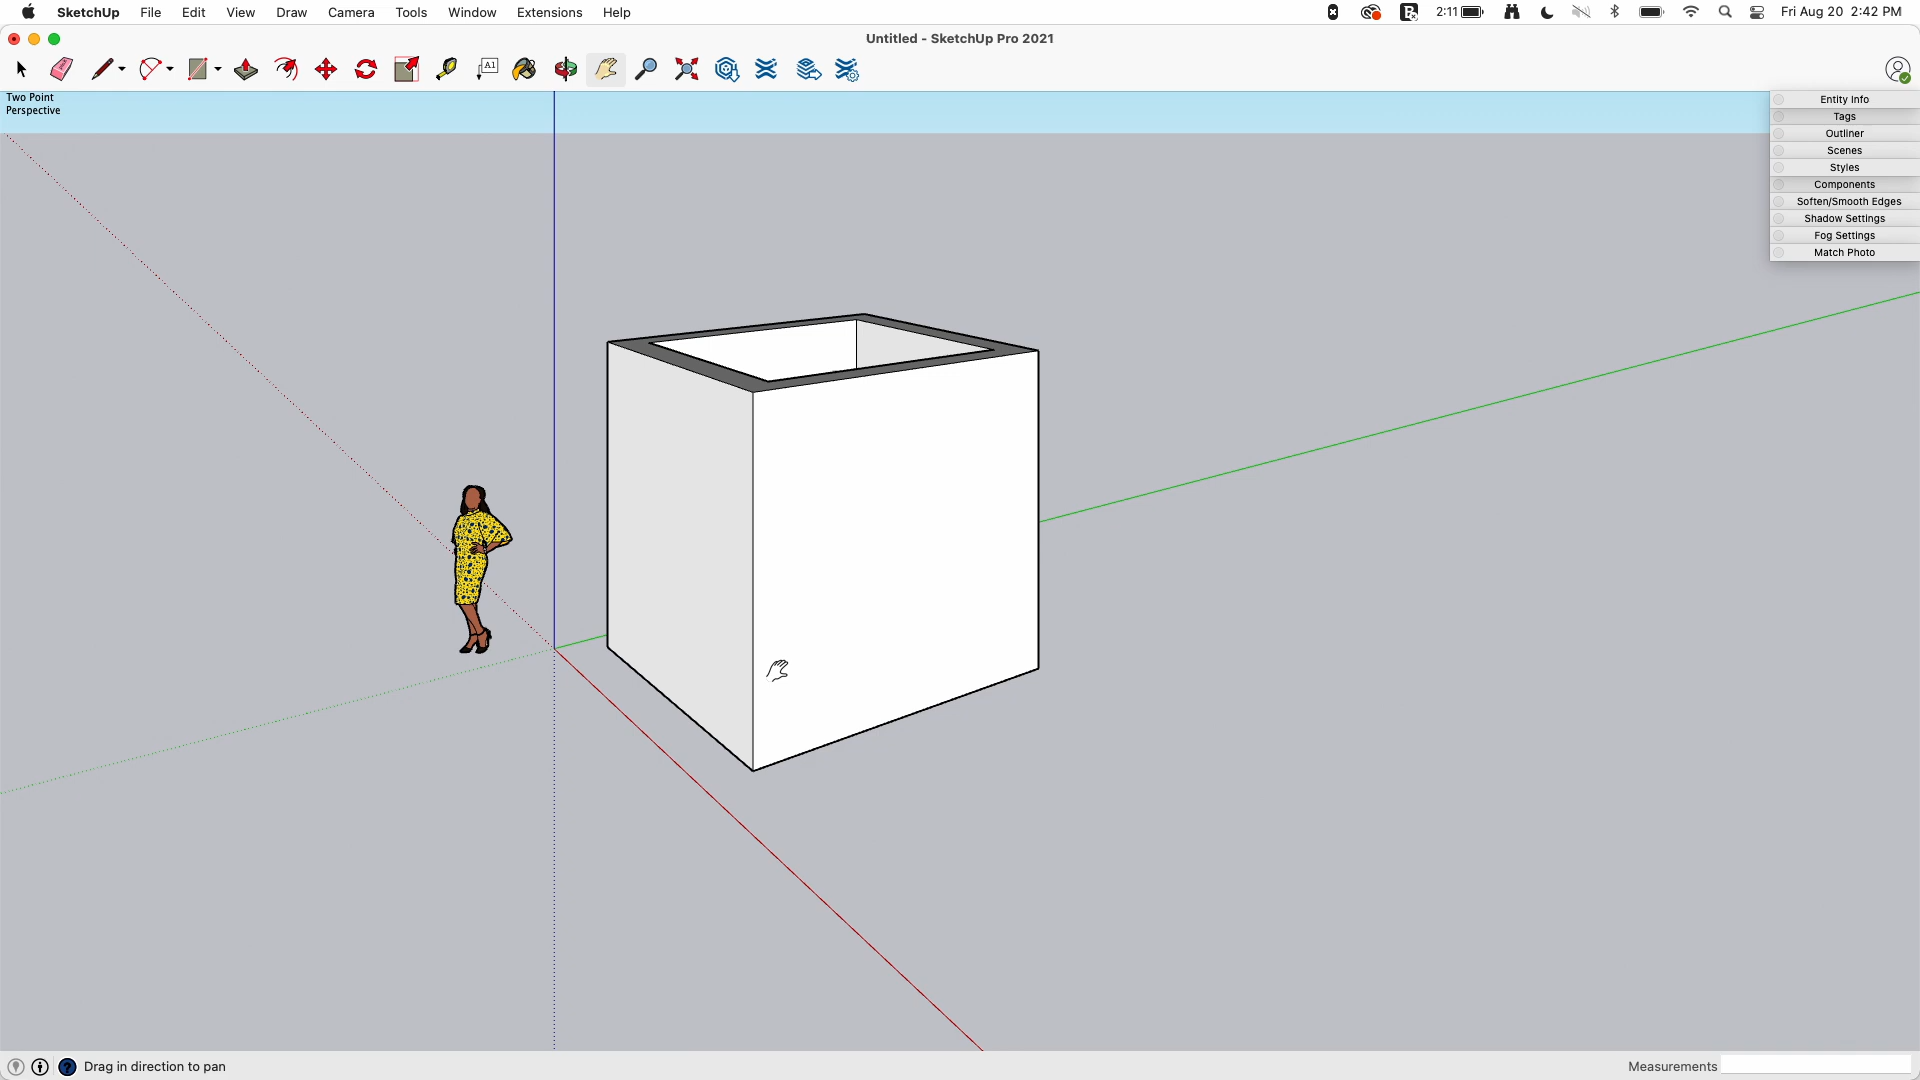 SketchUp File Edit View Draw Camera Tools Window Extensions Help 2:11 Fri Aug 20 2:42 PM
Untitled - SketchUp Pro 2021
A1
Two Point
Perspective
Entity Info
Tags
Outliner
Scenes
Styles
Components
Soften/Smooth Edges
Shadow Settings
Fog Settings
Match Photo
Drag in direction to pan
Measurements